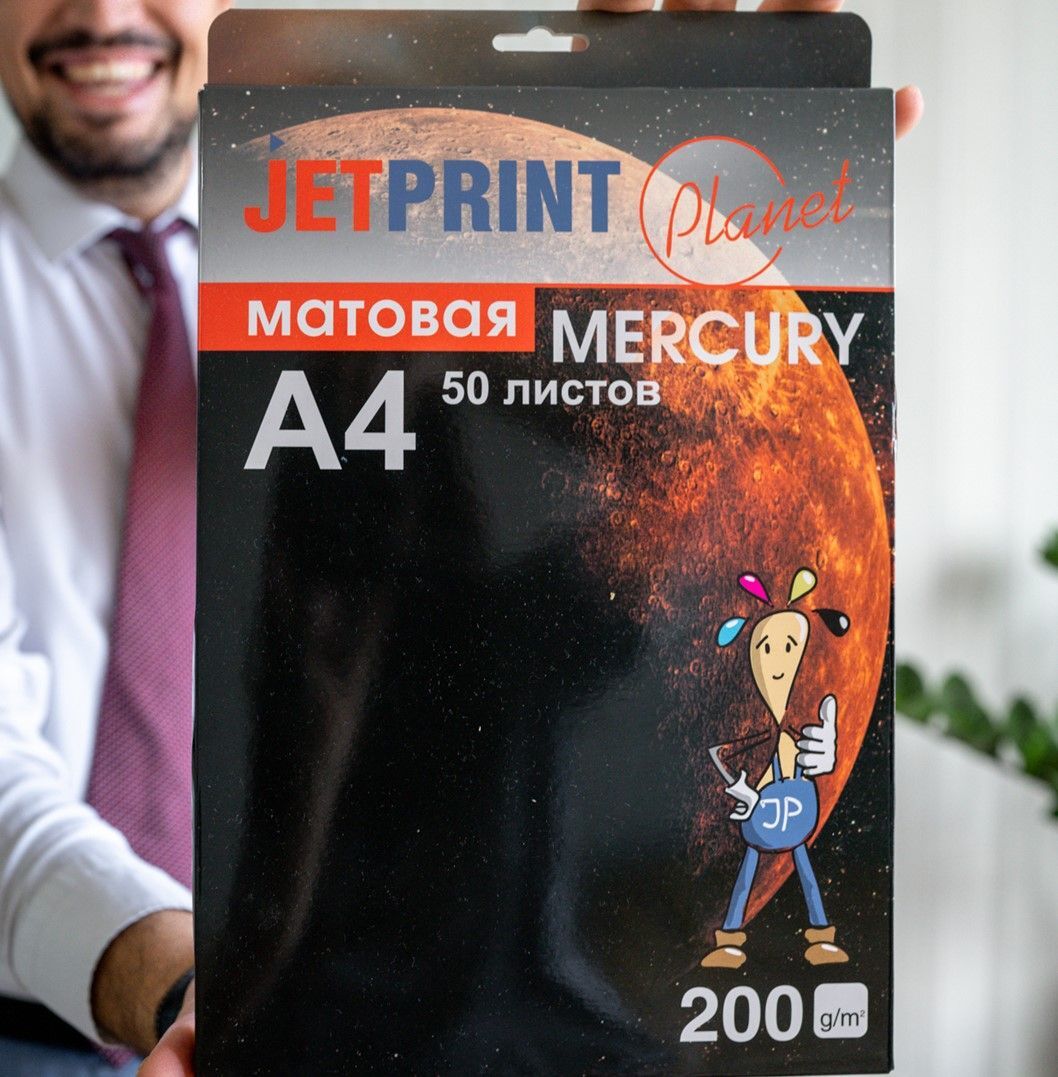 JETPRINT Planet
матовая MERCURY
A4 50 листов
JP
200 g/m²